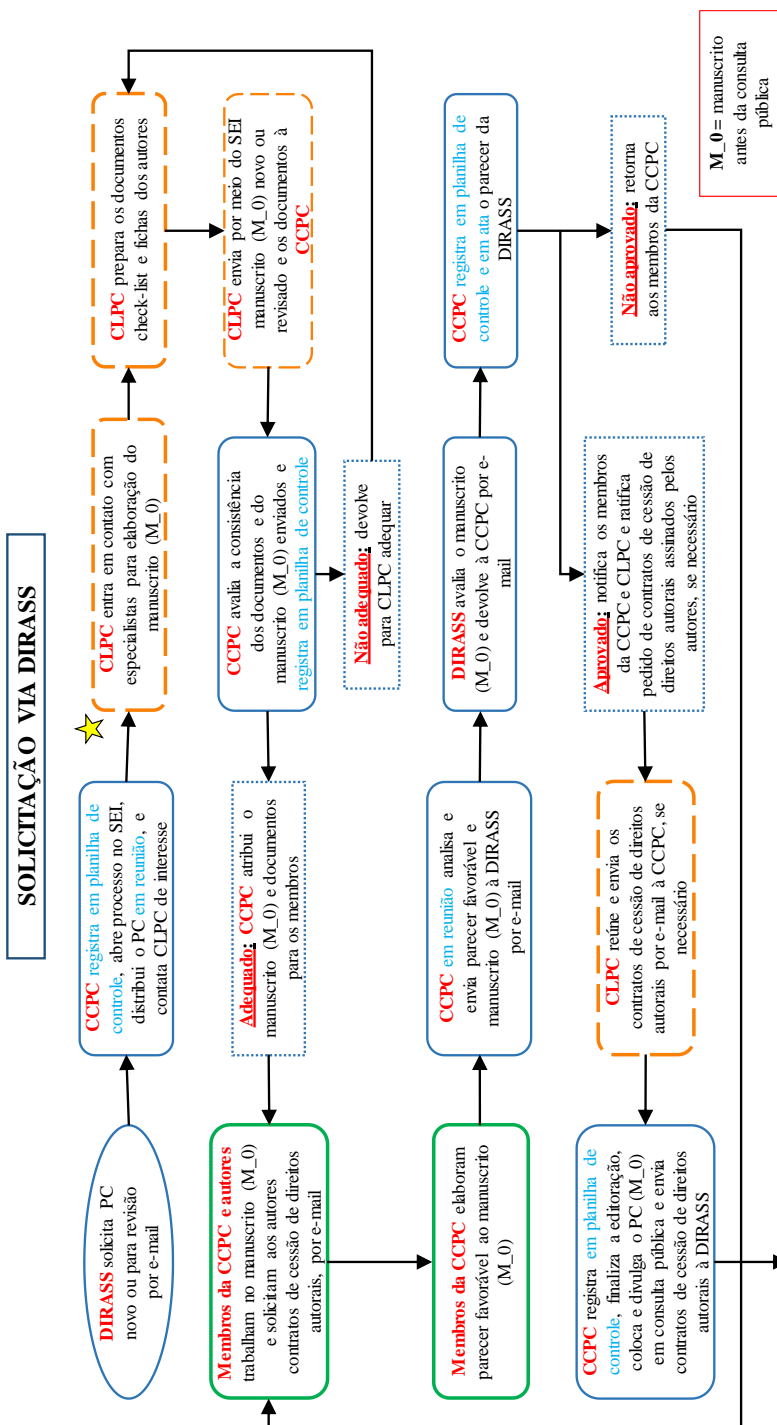 SOLICITAÇÃO VIA DIRASS
DIRASS solicita PC
novo ou para revisão
por e-mail
CCPC registra em planilha de
controle, abre processo no SEI,
distribui o PC em reunião, e
contata CLPC de interesse
CLPC entra em contato com
especialistas para elaboração do
manuscrito (M_0)
CLPC prepara os documentos
check-list e fichas dos autores
CLPC envia por meio do SEI
manuscrito (M_0) novo ou
revisado e os documentos à
CCPC
CCPC avalia a consistência
dos documentos e do
manuscrito (M_0) enviados e
registra em planilha de controle
Não adequado: devolve
para CLPC adequar
Adequado: CCPC atribui o
manuscrito (M_0) e documentos
para os membros
Membros da CCPC e autores
trabalham no manuscrito (M_0)
e solicitam aos autores
contratos de cessão de direitos
autorais, por e-mail
Membros da CCPC elaboram
parecer favorável ao manuscrito
(M_0)
CCPC em reunião analisa e
envia parecer favorável e
manuscrito (M_0) à DIRASS
por e-mail
DIRASS avalia o manuscrito
(M_0) e devolve à CCPC por e-
mail
CCPC registra em planilha de
controle e em ata o parecer da
DIRASS
Não aprovado: retorna
aos membros da CCPC
Aprovado: notifica os membros
da CCPC e CLPC e ratifica
pedido de contratos de cessão de
direitos autorais assinados pelos
autores, se necessário
CLPC reúne e envia os
contratos de cessão de direitos
autorais por e-mail à CCPC, se
necessário
CCPC registra em planilha de
controle, finaliza a editoração,
coloca e divulga o PC (M_0)
em consulta pública e envia
contratos de cessão de direitos
autorais à DIRASS
M_0= manuscrito
antes da consulta
pública